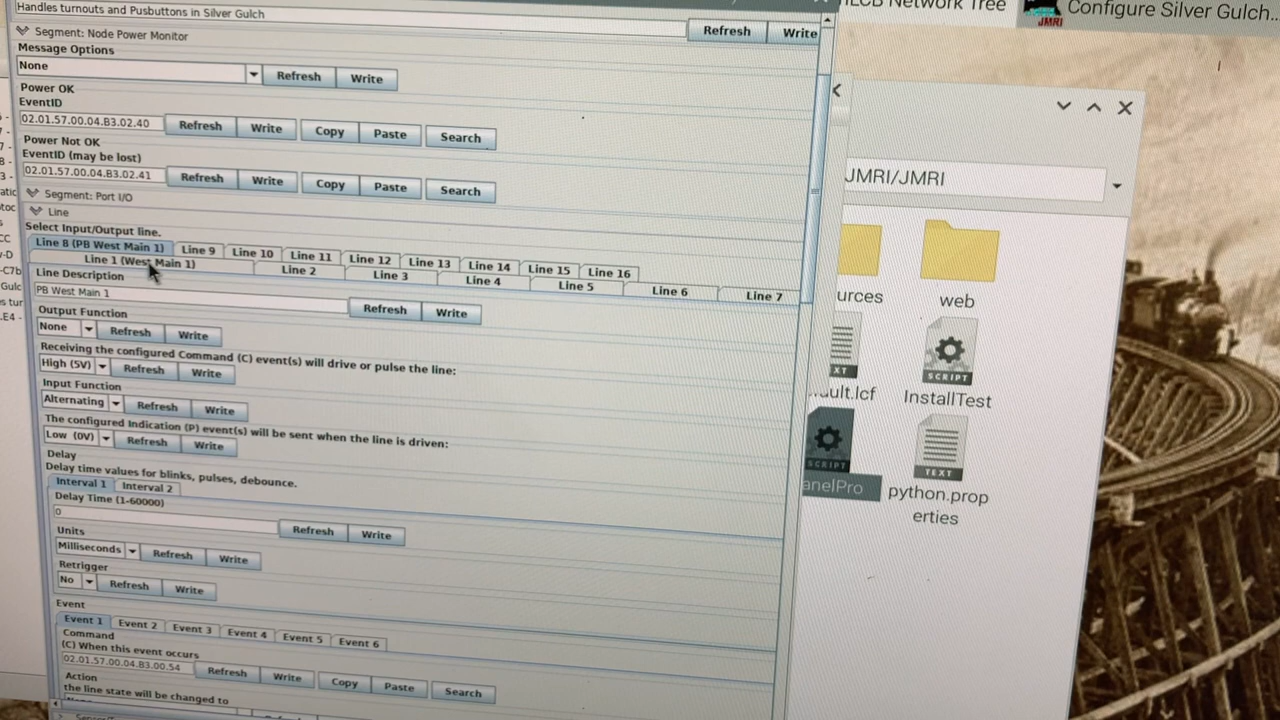 Handles turnouts and Pusbuttons in Silver Gulch
Refresh Write
Segment: Node Power Monitor
Message Options
None Refresh Write
Power OK
EventID
02.01.57.00.04.B3.02.40 Refresh Write Copy Paste Search
Power Not OK
EventID (may be lost)
02.01.57.00.04.B3.02.41 Refresh Write Copy Paste Search
Segment: Port I/O
Line
Select Input/Output line.
Line 8 (PB West Main 1) Line 9 Line 10 Line 11 Line 12 Line 13 Line 14 Line 15 Line 16
Line 1 (West Main 1) Line 2 Line 3 Line 4 Line 5 Line 6 Line 7
Line Description
PB West Main 1 Refresh Write
Output Function
None Refresh Write
Receiving the configured Command (C) event(s) will drive or pulse the line:
High (5V) Refresh Write
Input Function
Alternating Refresh Write
The configured Indication (P) event(s) will be sent when the line is driven:
Low (0V) Refresh Write
Delay
Delay time values for blinks, pulses, debounce.
Interval 1 Interval 2
Delay Time (1-60000)
0 Refresh Write
Units
Milliseconds Refresh Write
Retrigger
No Refresh Write
Event
Event 1 Event 2 Event 3 Event 4 Event 5 Event 6
Command
(C) When this event occurs
02.01.57.00.04.B3.00.54 Refresh Write Copy Paste Search
Action
the line state will be changed to
LCB Network Tree
JMRI
Configure Silver Gulch...
JMRI/JMRI
urces
web
XT
SCRIPT
ult.lcf
InstallTest
SCRIPT
TEXT
anelPro
python.prop
erties